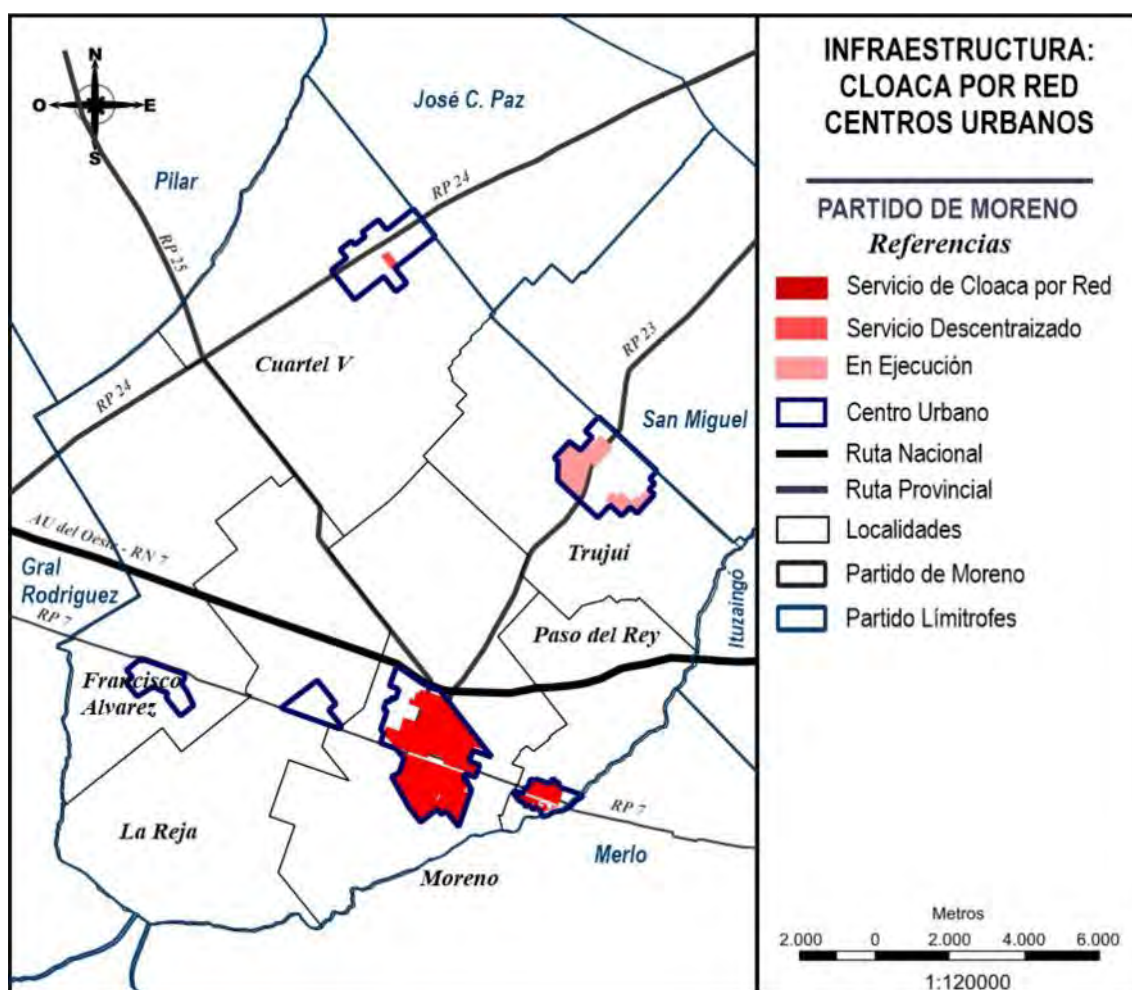 INFRAESTRUCTURA:
CLOACA POR RED
CENTROS URBANOS
PARTIDO DE MORENO
Referencias
Servicio de Cloaca por Red
Servicio Descentraizado
En Ejecución
Centro Urbano
Ruta Nacional
Ruta Provincial
Localidades
Partido de Moreno
Partido Límitrofes
Metros
2.000 0 2.000 4.000 6.000
1:120000
N
O E
S
José C. Paz
Pilar
RP 24
RP 25
RP 23
Cuartel V
RP 24
San Miguel
AU del Oeste - RN 7
Trujui
Gral
Rodriguez
Ituzaingó
RP 7
Paso del Rey
Francisco
Alvarez
RP 7
La Reja
Merlo
Moreno